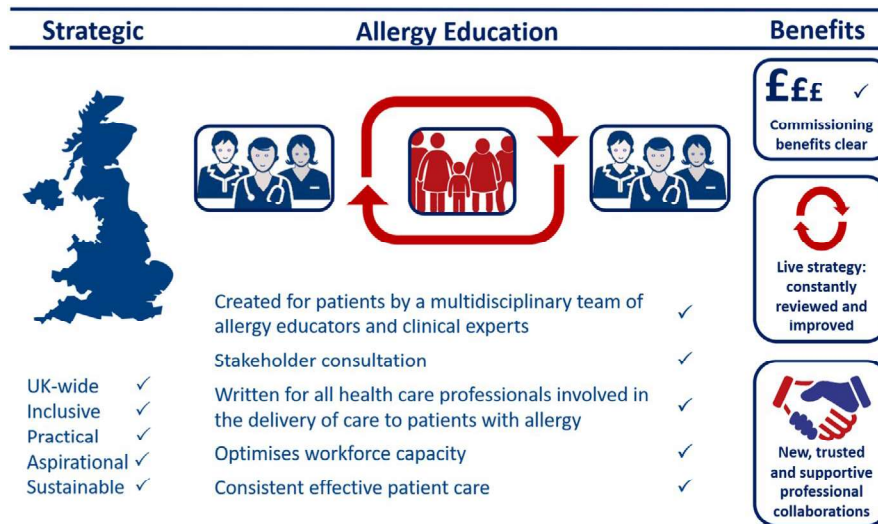 Strategic
Allergy Education
Benefits
£££ ✓
Commissioning
benefits clear
Live strategy:
constantly
reviewed and
improved
New, trusted
and supportive
professional
collaborations
Created for patients by a multidisciplinary team of
allergy educators and clinical experts ✓
Stakeholder consultation ✓
Written for all health care professionals involved in
the delivery of care to patients with allergy ✓
Optimises workforce capacity ✓
Consistent effective patient care ✓
UK-wide ✓
Inclusive ✓
Practical ✓
Aspirational ✓
Sustainable ✓